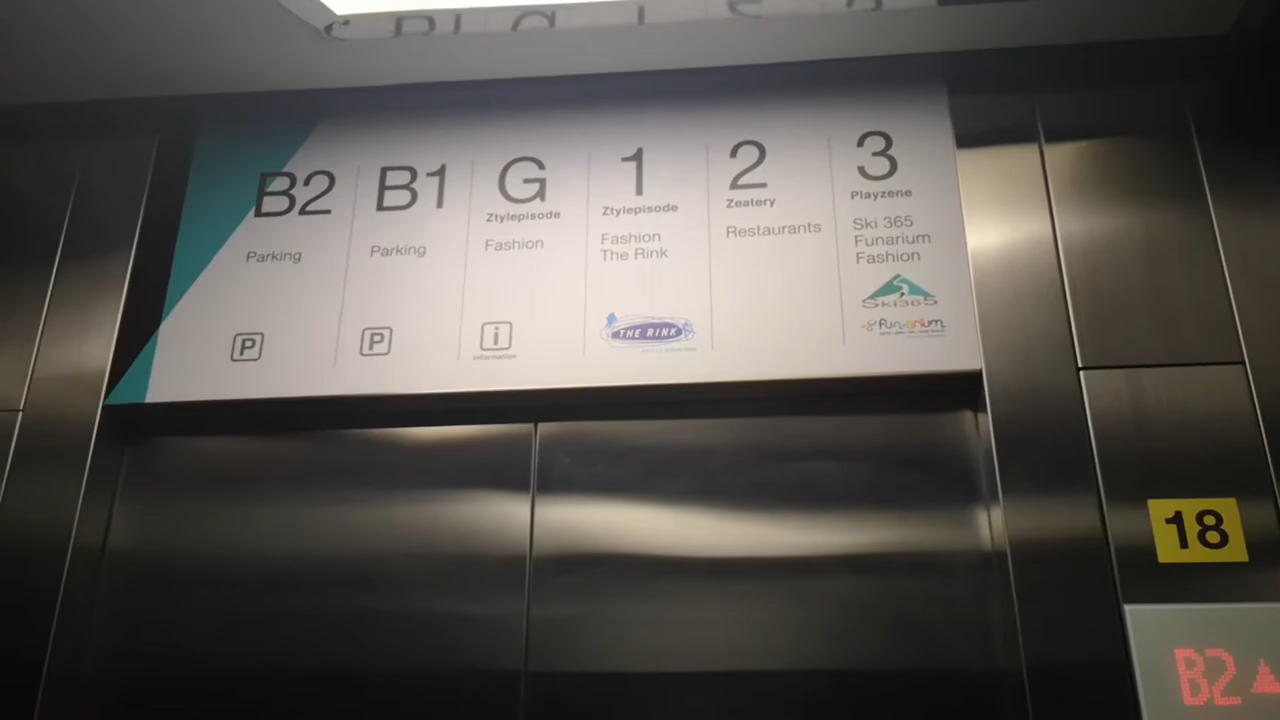 B2
Parking
P
B1
Parking
P
G
Ztylepisode
Fashion
i
Information
1
Ztylepisode
Fashion
The Rink
THE RINK
2
Zeatery
Restaurants
3
Playzene
Ski 365
Funarium
Fashion
Ski365
funarium
18
B2